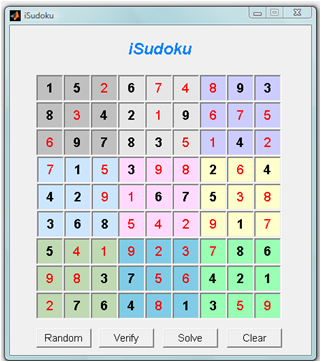 iSudoku
iSudoku
1 5 2 6 7 4 8 9 3
8 3 4 2 1 9 6 7 5
6 9 7 8 3 5 1 4 2
7 1 5 3 9 8 2 6 4
4 2 9 1 6 7 5 3 8
3 6 8 5 4 2 9 1 7
5 4 1 9 2 3 7 8 6
9 8 3 7 5 6 4 2 1
2 7 6 4 8 1 3 5 9
Random Verify Solve Clear